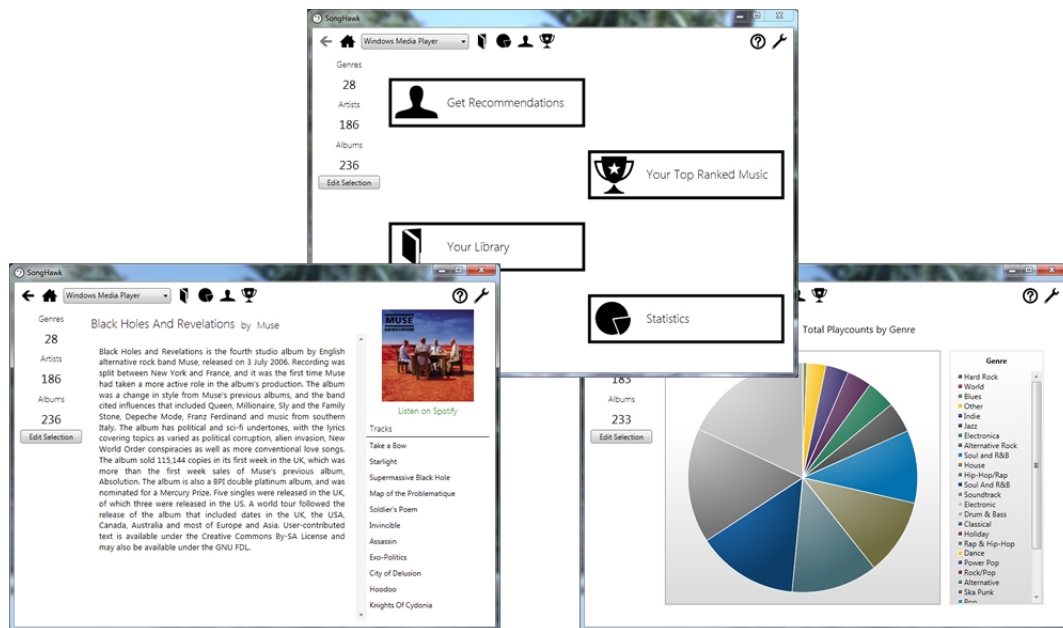 SongHawk
Windows Media Player
Genres
28
Artists
186
Albums
236
Edit Selection
Get Recommendations
Your Top Ranked Music
Your Library
Statistics
SongHawk
Windows Media Player
Genres
28
Artists
186
Albums
236
Edit Selection
Black Holes And Revelations by Muse
Black Holes and Revelations is the fourth studio album by English
alternative rock band Muse, released on 3 July 2006. Recording was
split between New York and France, and it was the first time Muse
had taken a more active role in the album's production. The album
was a change in style from Muse's previous albums, and the band
cited influences that included Queen, Millionaire, Sly and the Family
Stone, Depeche Mode, Franz Ferdinand and music from southern
Italy. The album has political and sci-fi undertones, with the lyrics
covering topics as varied as political corruption, alien invasion, New
World Order conspiracies as well as more conventional love songs.
The album sold 115,144 copies in its first week in the UK, which was
more than the first week sales of Muse's previous album,
Absolution. The album is also a BPI double platinum album, and was
nominated for a Mercury Prize. Five singles were released in the UK,
of which three were released in the US. A world tour followed the
release of the album that included dates in the UK, the USA,
Canada, Australia and most of Europe and Asia. User-contributed
text is available under the Creative Commons By-SA License and
may also be available under the GNU FDL.
MUSE
Listen on Spotify
Tracks
Take a Bow
Starlight
Supermassive Black Hole
Map of the Problematique
Soldier's Poem
Invincible
Assassin
Exo-Politics
City of Delusion
Hoodoo
Knights Of Cydonia
Total Playcounts by Genre
Albums
233
Edit Selection
Genre
Hard Rock
World
Blues
Other
Indie
Jazz
Electronica
Alternative Rock
Soul and R&B
House
Hip-Hop/Rap
Soul And R&B
Soundtrack
Electronic
Drum & Bass
Classical
Holiday
Rap & Hip-Hop
Dance
Power Pop
Rock/Pop
Alternative
Ska Punk